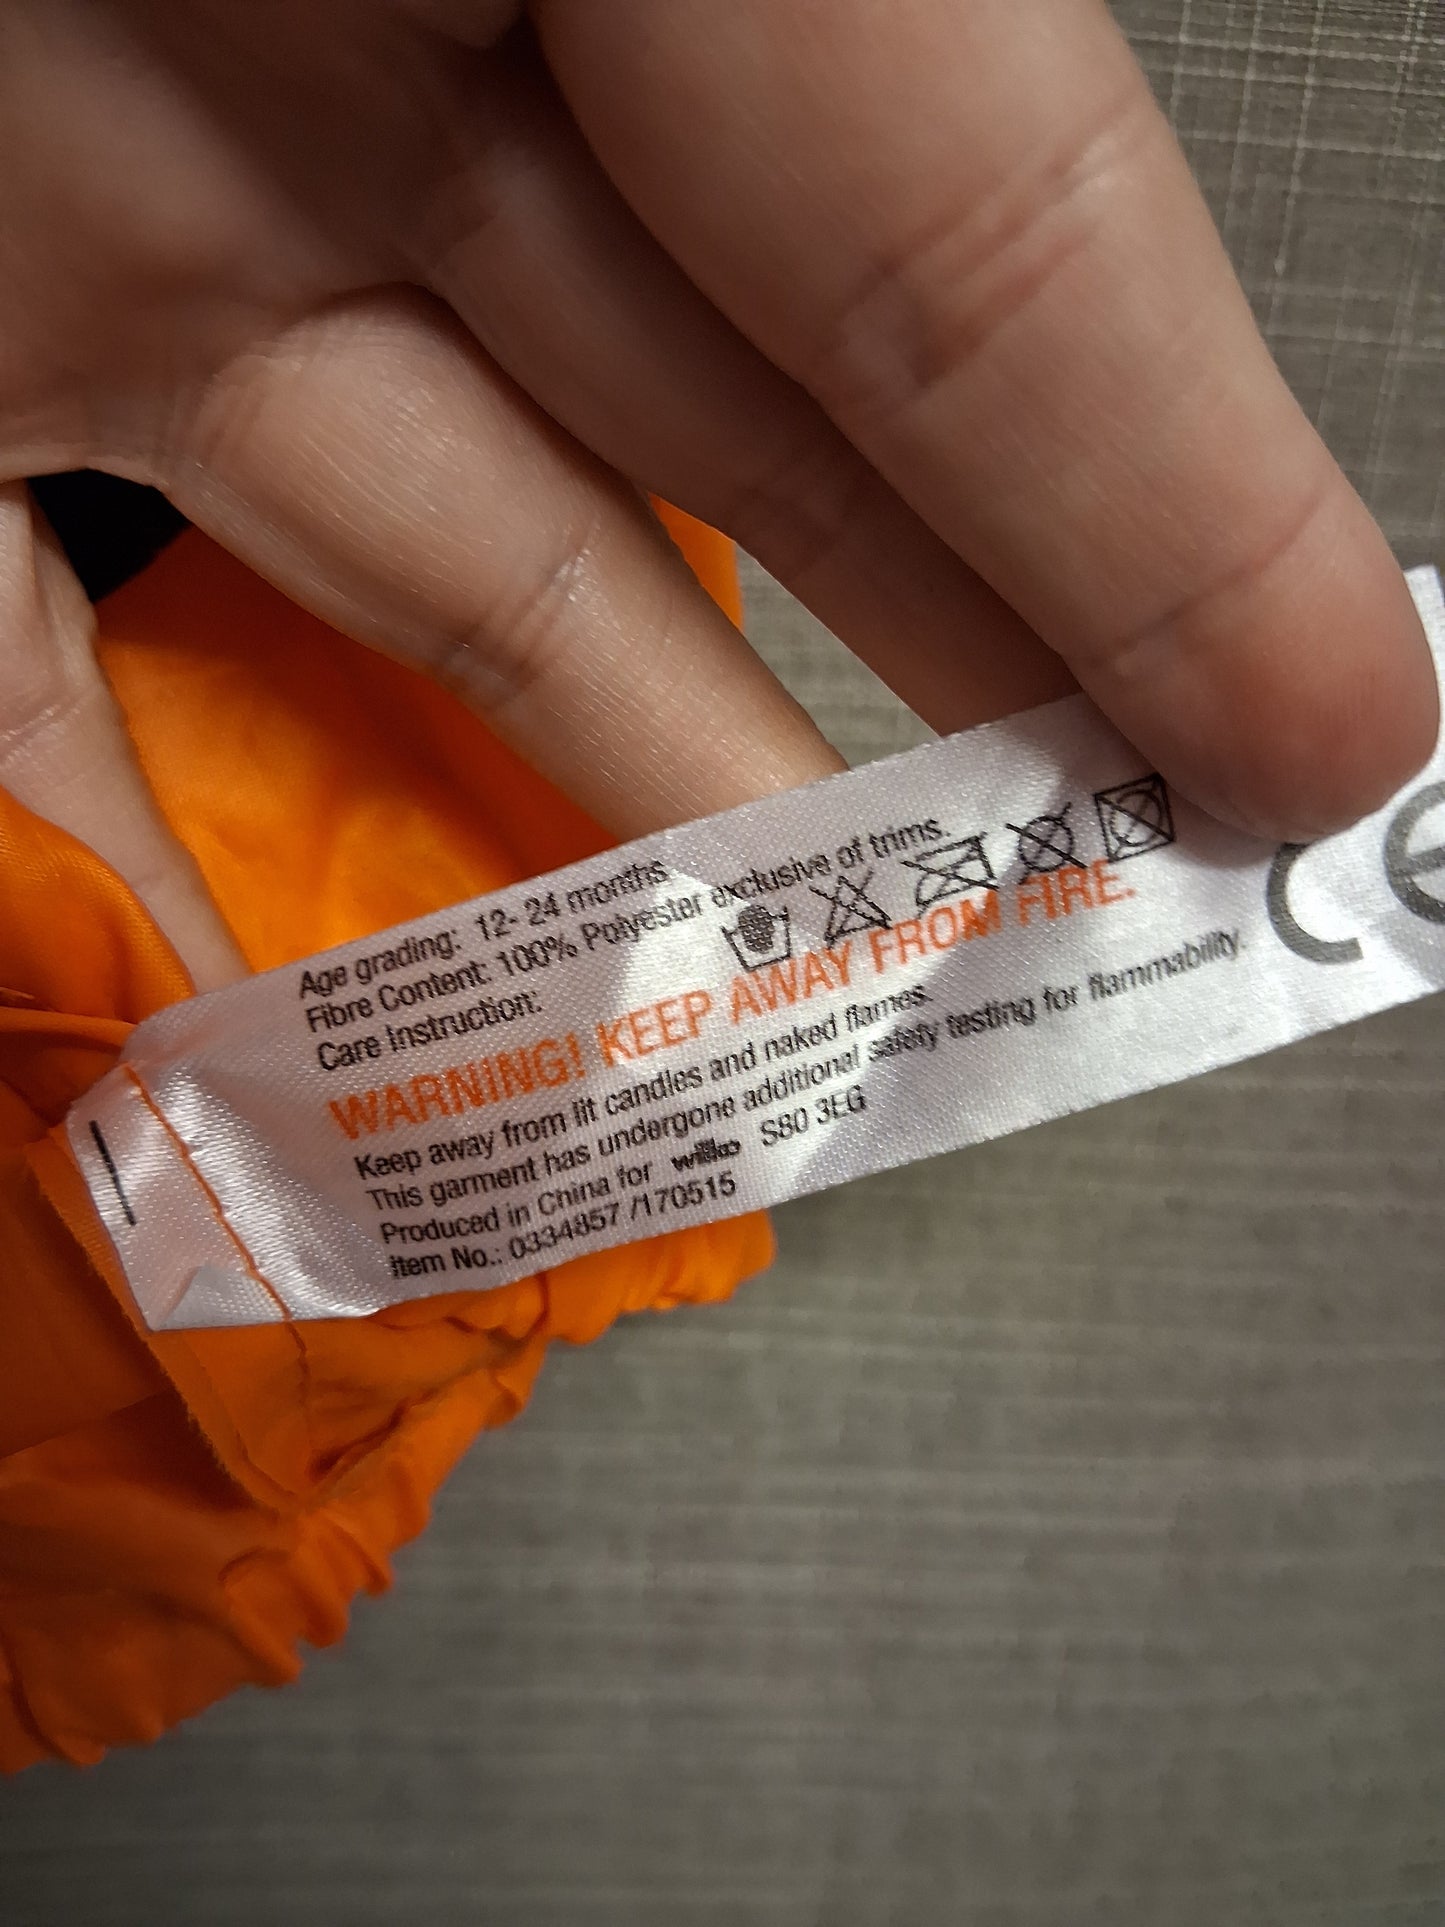 Age grading: 12- 24 months.
Fibre Content: 100% Polyester exclusive of trims.
Care Instruction:
WARNING! KEEP AWAY FROM FIRE.
Keep away from lit candles and naked flames.
This garment has undergone additional safety testing for flammability.
Produced in China for wilko S80 3EG
Item No.: 0334857 /170515
CE